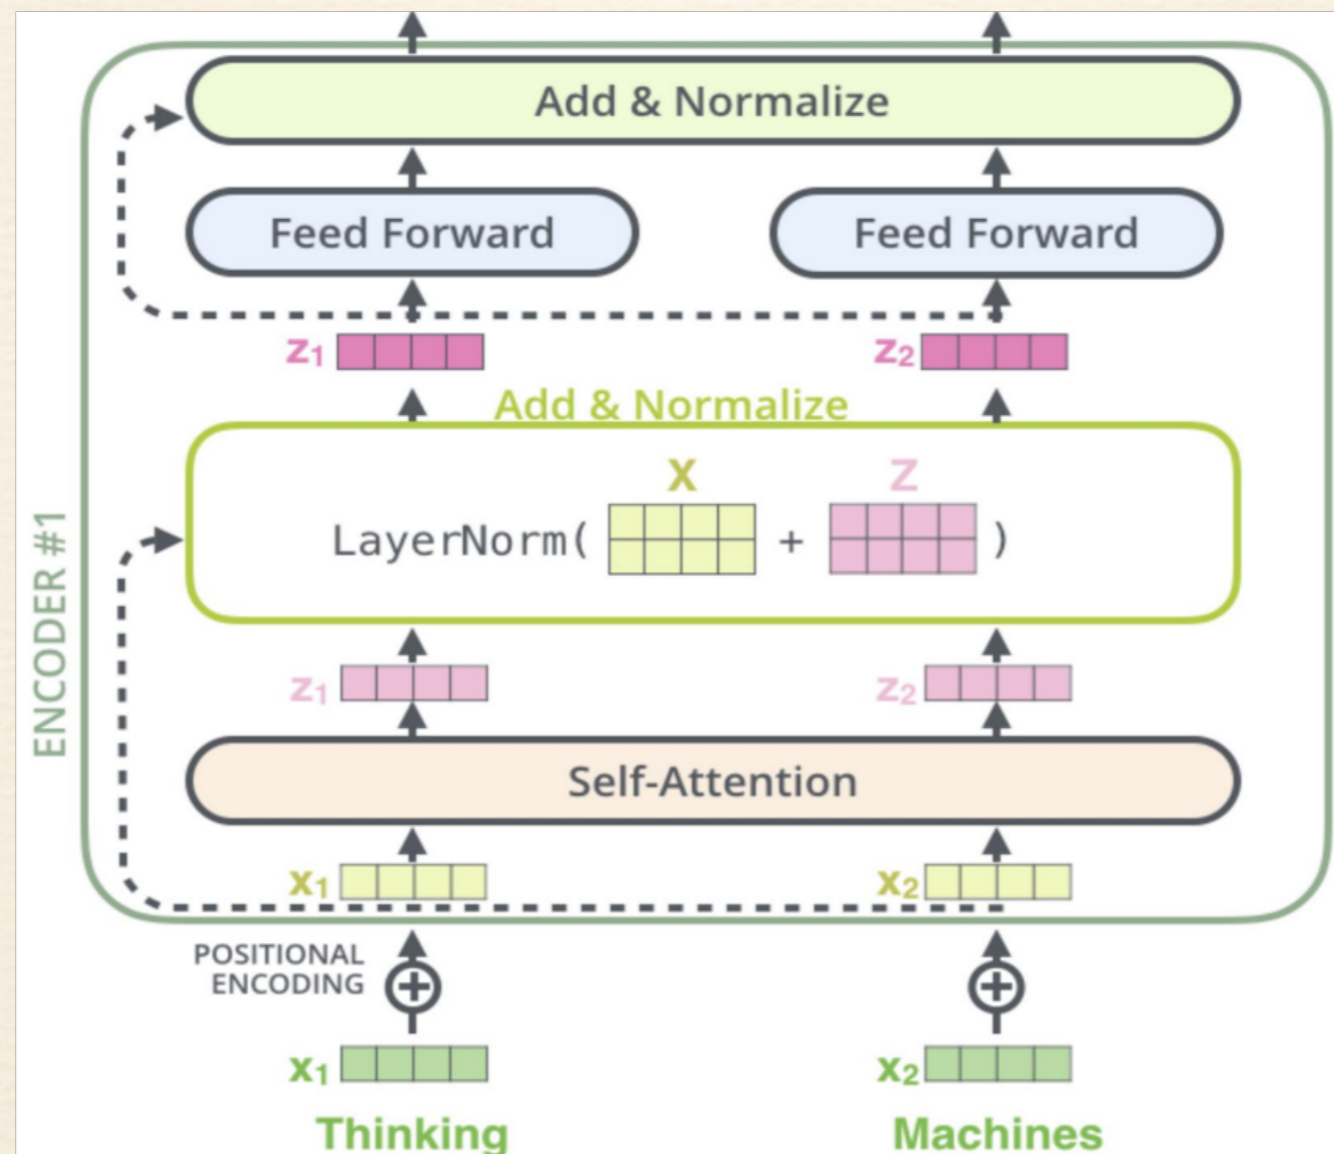 Add & Normalize
Feed Forward Feed Forward
z1 z2
Add & Normalize
X Z
LayerNorm( + )
ENCODER #1
z1 z2
Self-Attention
x1 x2
POSITIONAL
ENCODING
x1 x2
Thinking Machines